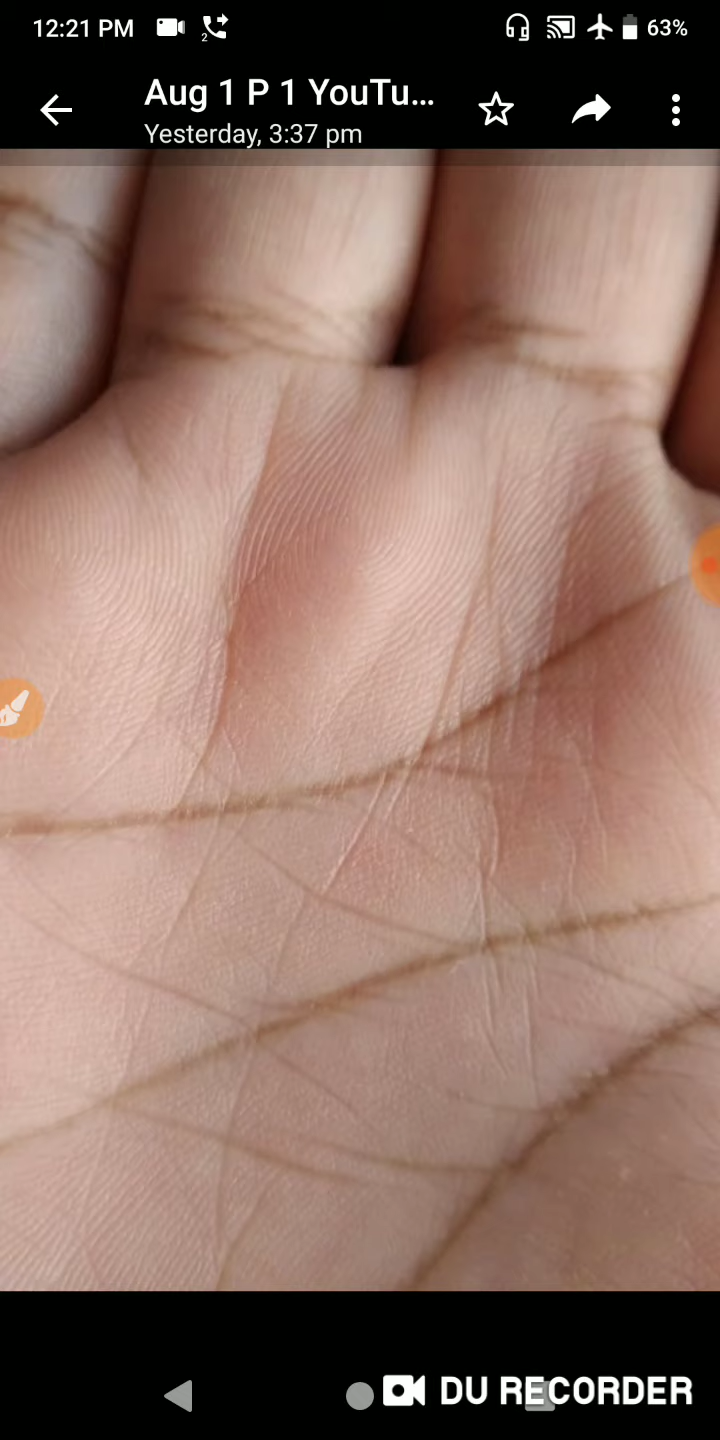 12:21 PM
2
63%
Aug 1 P 1 YouTu...
Yesterday, 3:37 pm
DU RECORDER